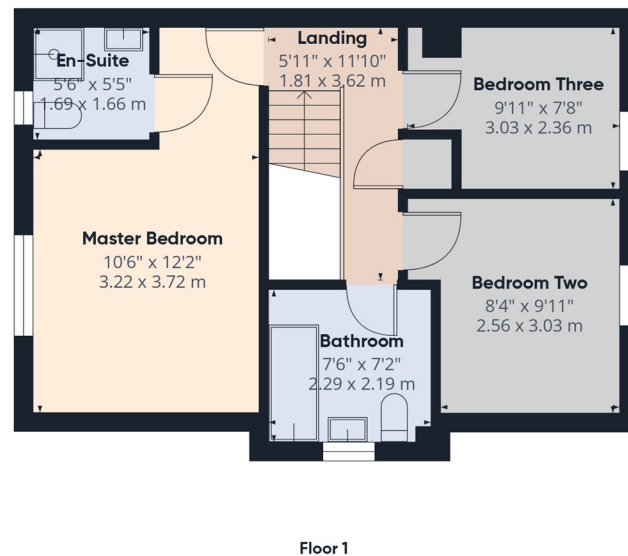 En-Suite
5'6" x 5'5"
1.69 x 1.66 m
Landing
5'11" x 11'10"
1.81 x 3.62 m
Bedroom Three
9'11" x 7'8"
3.03 x 2.36 m
Master Bedroom
10'6" x 12'2"
3.22 x 3.72 m
Bedroom Two
8'4" x 9'11"
2.56 x 3.03 m
Bathroom
7'6" x 7'2"
2.29 x 2.19 m
Floor 1